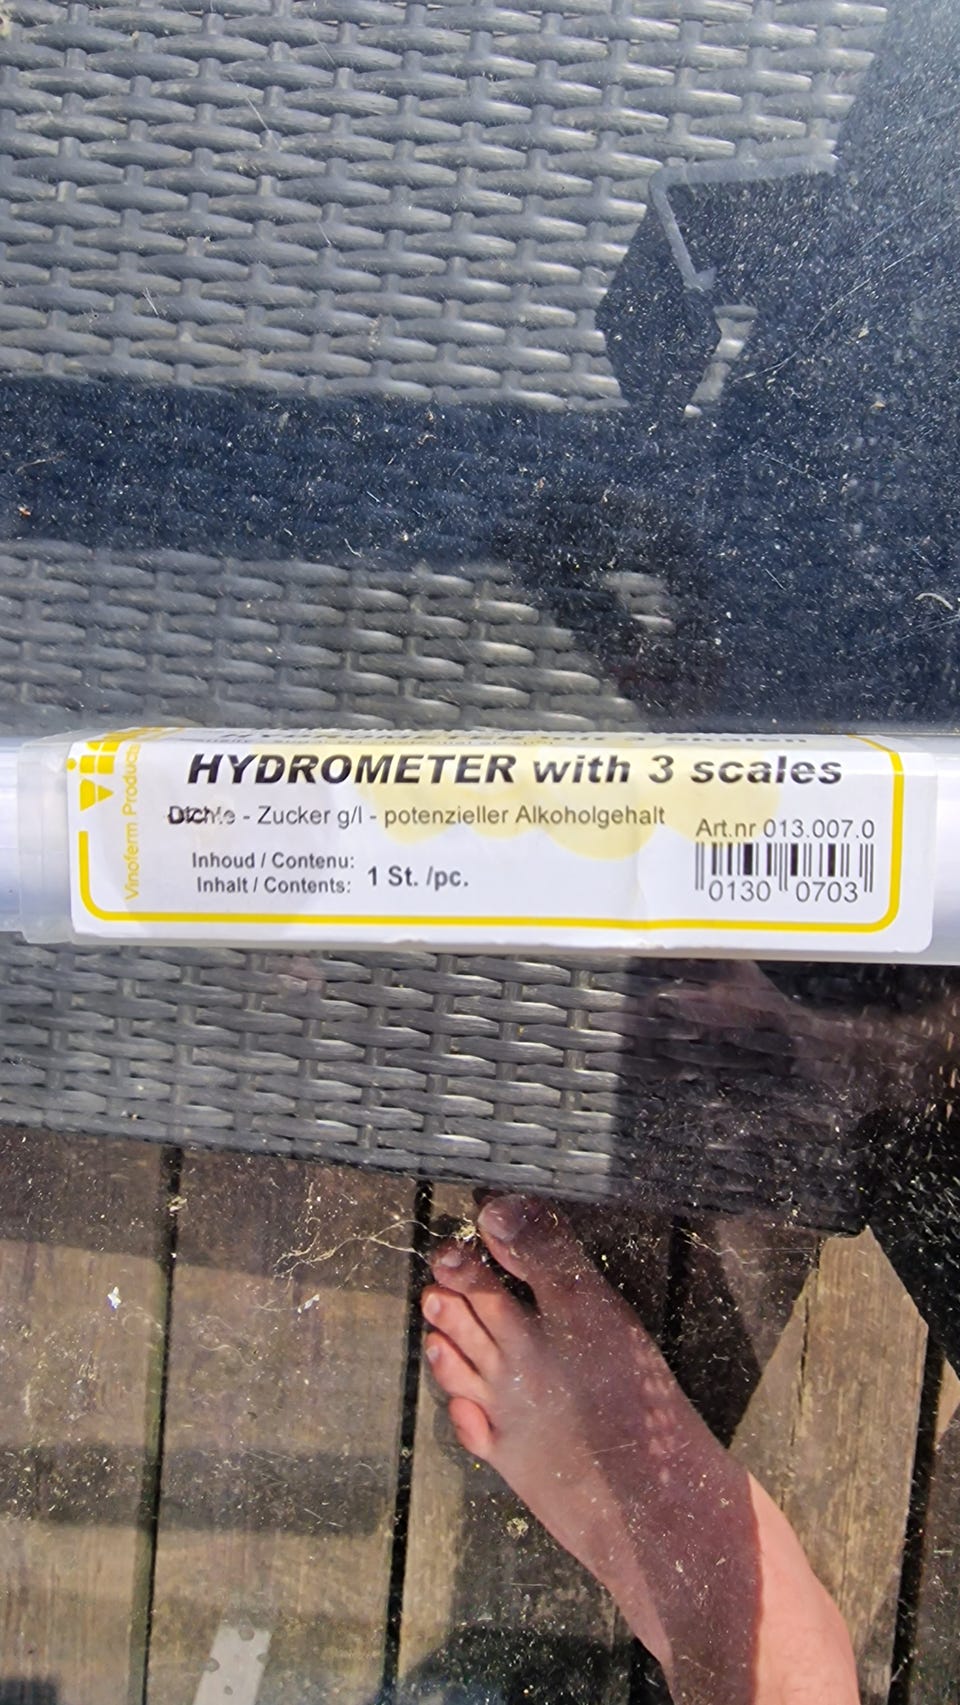 HYDROMETER with 3 scales
Dichte - Zucker g/l - potenzieller Alkoholgehalt
Art.nr 013.007.0
Inhoud / Contenu:
Inhalt / Contents: 1 St. /pc.
0130 0703
Vinoferm Products